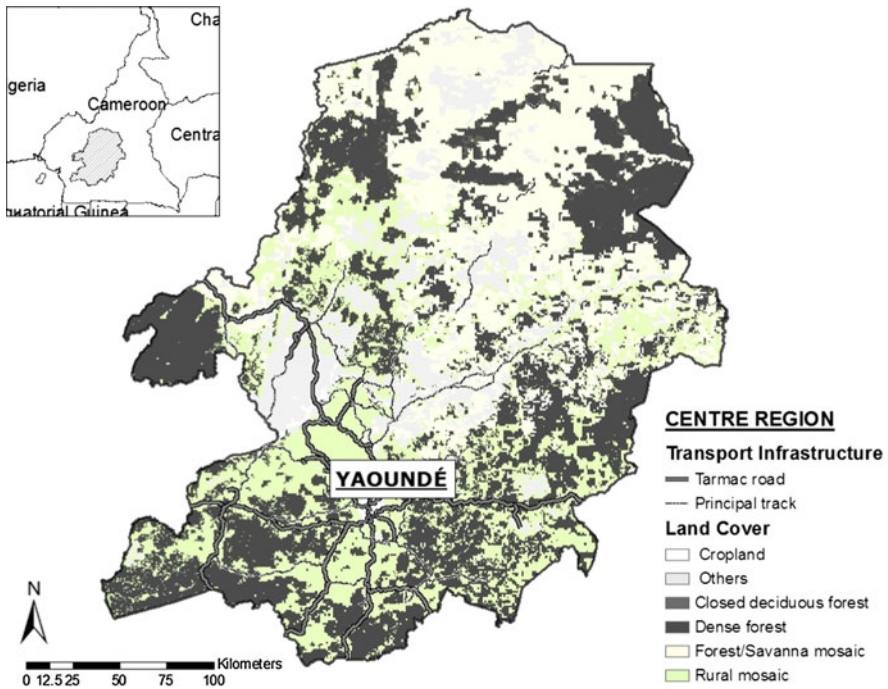 Cha
geria
Cameroon
Centra
quatorial Guinea
YAOUNDÉ
CENTRE REGION
Transport Infrastructure
Tarmac road
Principal track
Land Cover
Cropland
Others
Closed deciduous forest
Dense forest
Forest/Savanna mosaic
Rural mosaic
N
Kilometers
0 12.5 25 50 75 100